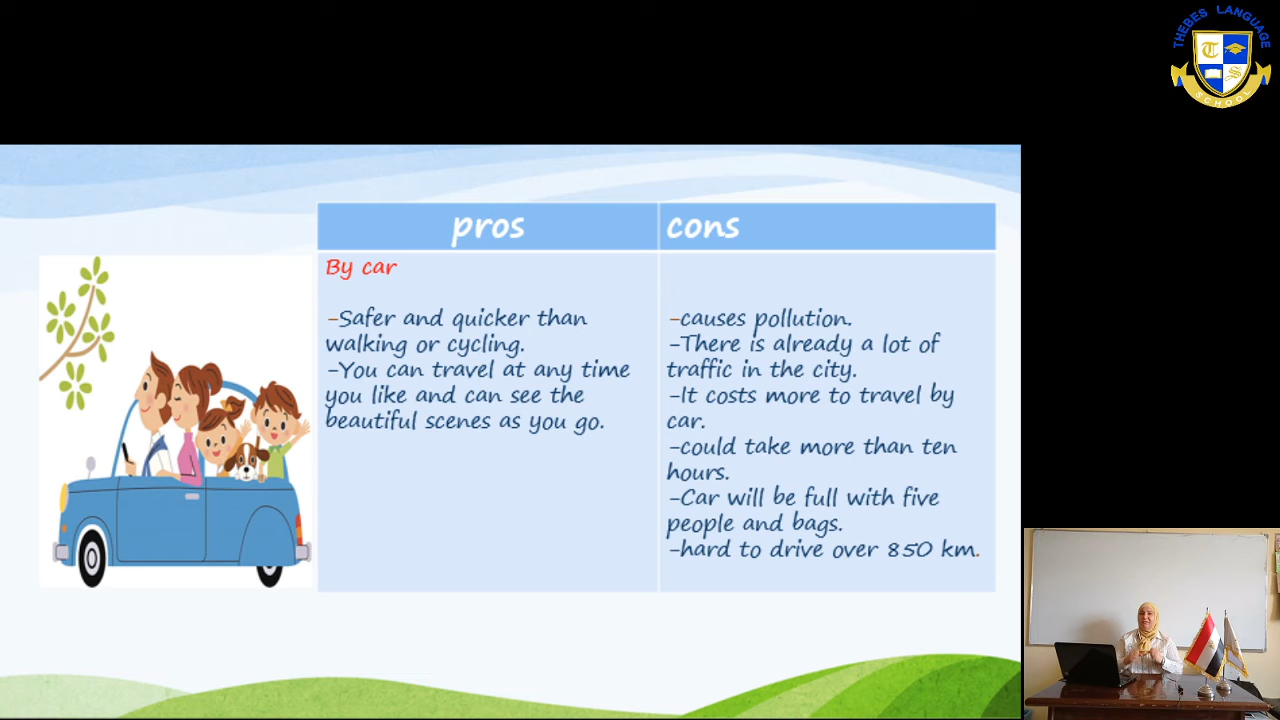 THEBES LANGUAGE
T
S
SCHOOL
pros
cons
By car
-Safer and quicker than
walking or cycling.
-You can travel at any time
you like and can see the
beautiful scenes as you go.
-causes pollution.
-There is already a lot of
traffic in the city.
-It costs more to travel by
car.
-could take more than ten
hours.
-Car will be full with five
people and bags.
-hard to drive over 850 km.